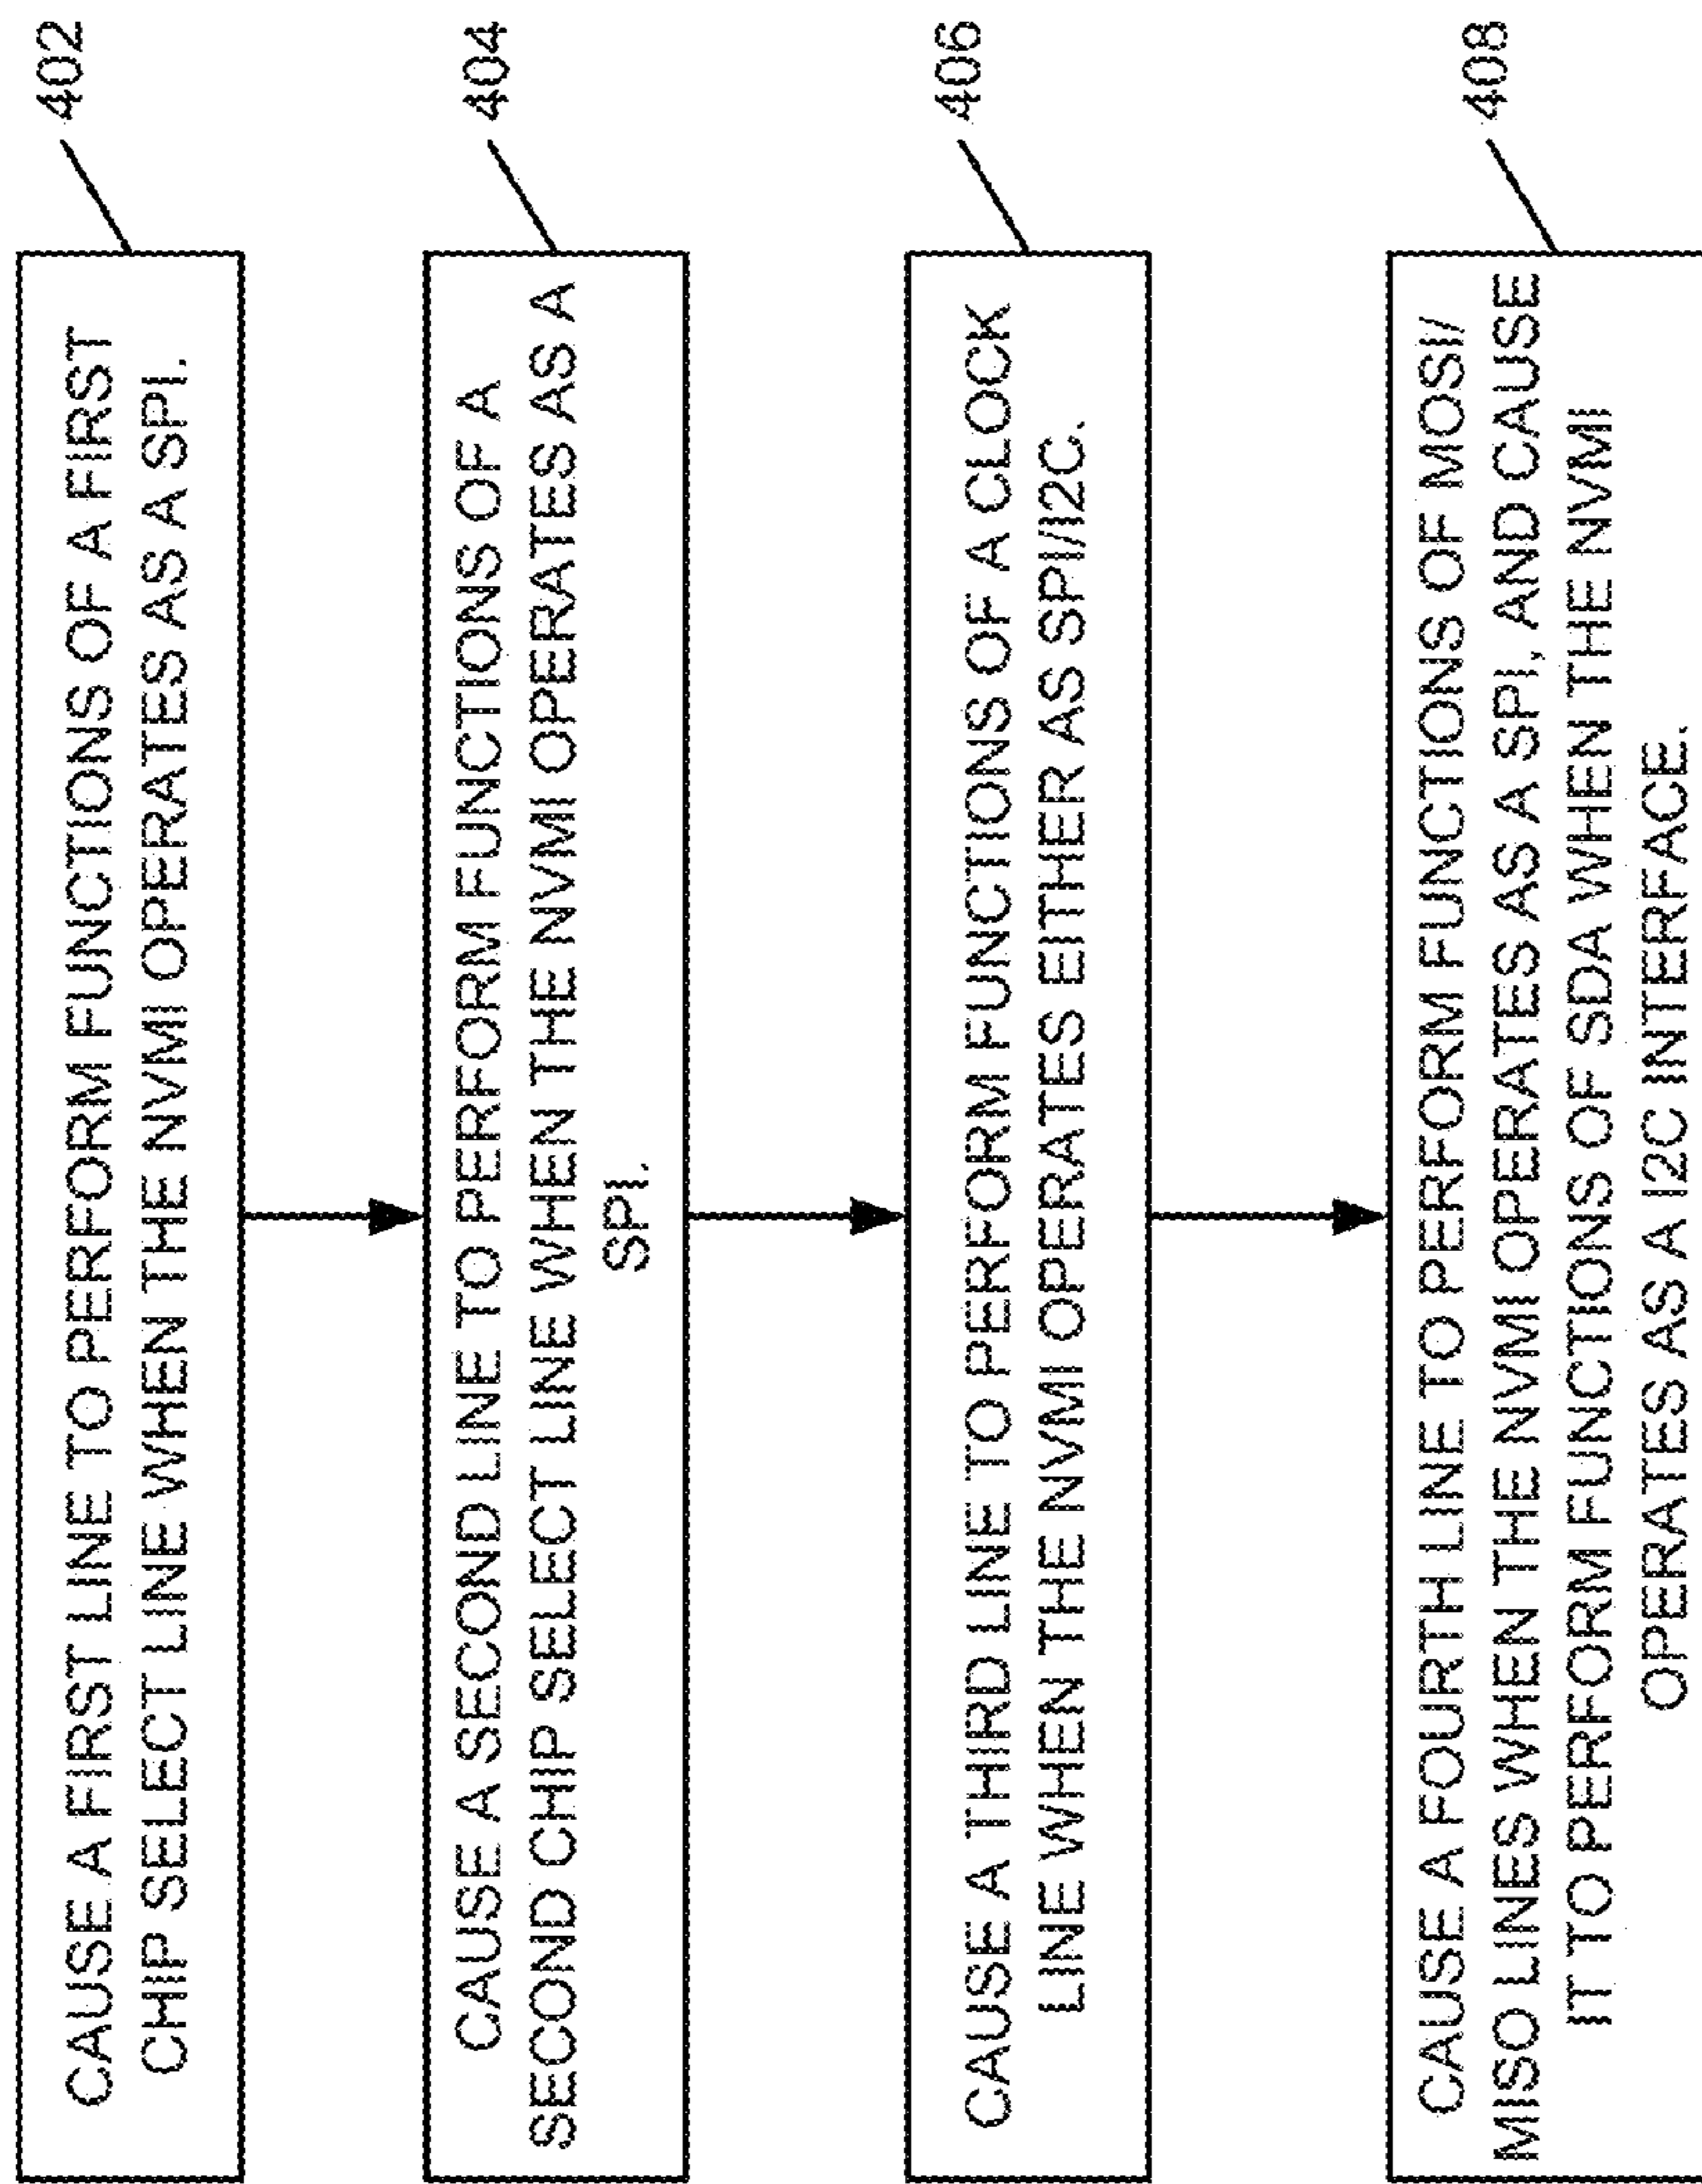 CAUSE A FIRST LINE TO PERFORM FUNCTIONS OF A FIRST
CHIP SELECT LINE WHEN THE NVMI OPERATES AS A SPI.
402
CAUSE A SECOND LINE TO PERFORM FUNCTIONS OF A
SECOND CHIP SELECT LINE WHEN THE NVMI OPERATES AS A
SPI.
404
CAUSE A THIRD LINE TO PERFORM FUNCTIONS OF A CLOCK
LINE WHEN THE NVMI OPERATES EITHER AS SPI/I2C.
406
CAUSE A FOURTH LINE TO PERFORM FUNCTIONS OF MOSI/
MISO LINES WHEN THE NVMI OPERATES AS A SPI, AND CAUSE
IT TO PERFORM FUNCTIONS OF SDA WHEN THE NVMI
OPERATES AS A I2C INTERFACE.
408